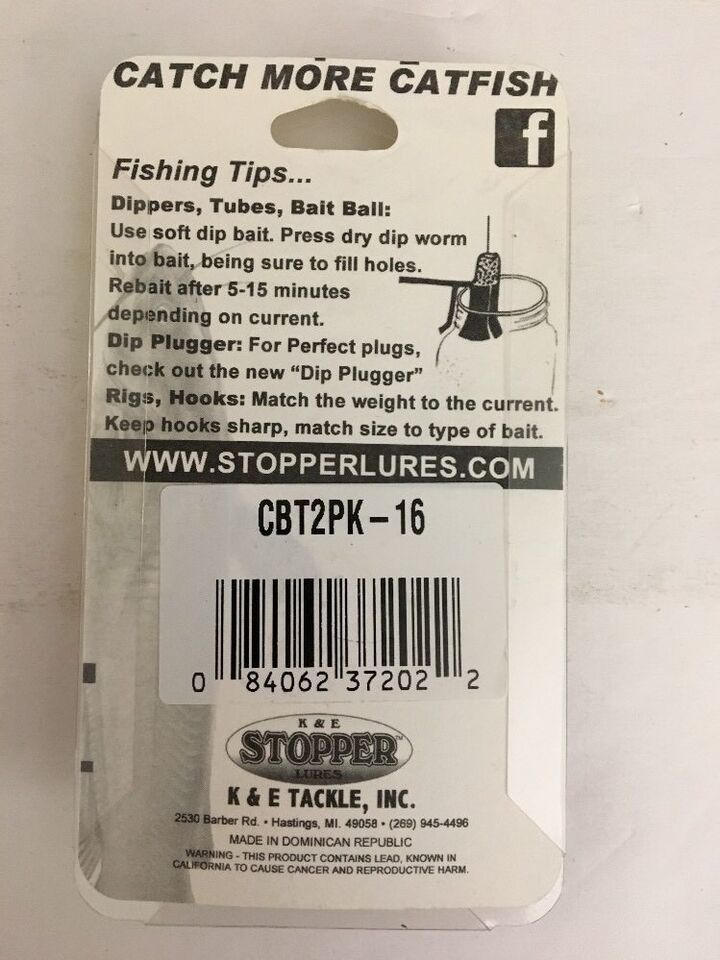 CATCH MORE CATFISH
f
Fishing Tips...
Dippers, Tubes, Bait Ball:
Use soft dip bait. Press dry dip worm
into bait, being sure to fill holes.
Rebait after 5-15 minutes
depending on current.
Dip Plugger: For Perfect plugs,
check out the new “Dip Plugger”
Rigs, Hooks: Match the weight to the current.
Keep hooks sharp, match size to type of bait.
WWW.STOPPERLURES.COM
CBT2PK-16
0 84062 37202 2
K & E
STOPPER™
LURES
K & E TACKLE, INC.
2530 Barber Rd. • Hastings, MI. 49058 • (269) 945-4496
MADE IN DOMINICAN REPUBLIC
WARNING - THIS PRODUCT CONTAINS LEAD, KNOWN IN
CALIFORNIA TO CAUSE CANCER AND REPRODUCTIVE HARM.